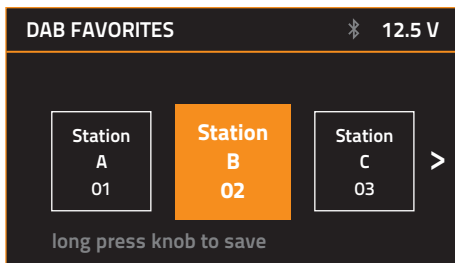 DAB FAVORITES 12.5 V
Station
A
01
Station
B
02
Station
C
03
>
long press knob to save